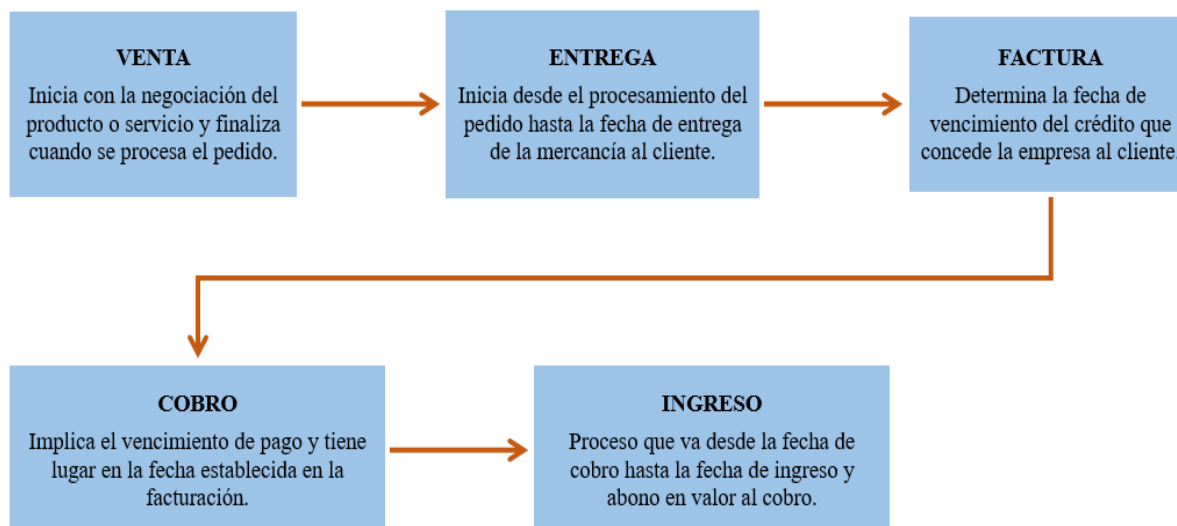 VENTA
Inicia con la negociación del
producto o servicio y finaliza
cuando se procesa el pedido.
ENTREGA
Inicia desde el procesamiento del
pedido hasta la fecha de entrega
de la mercancía al cliente.
FACTURA
Determina la fecha de
vencimiento del crédito que
concede la empresa al cliente.
COBRO
Implica el vencimiento de pago y tiene
lugar en la fecha establecida en la
facturación.
INGRESO
Proceso que va desde la fecha de
cobro hasta la fecha de ingreso y
abono en valor al cobro.